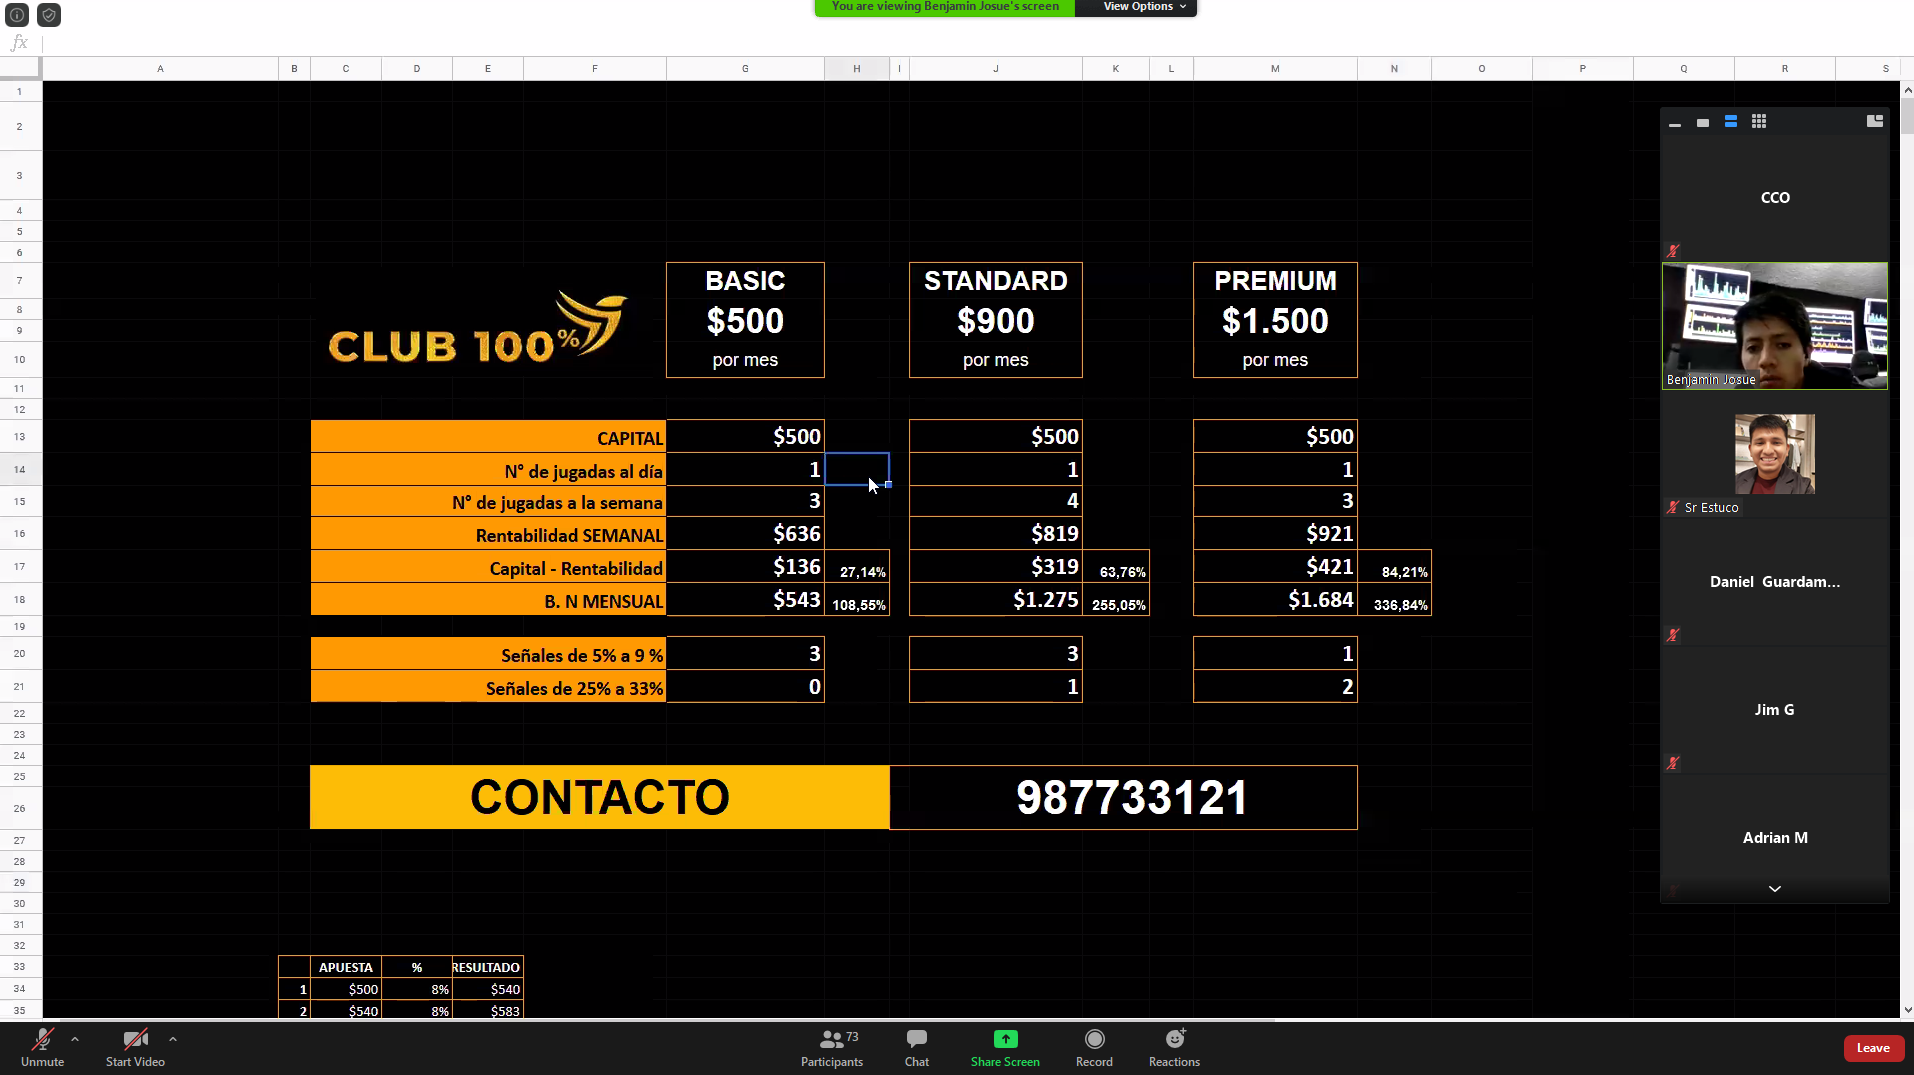 You are viewing Benjamin Josue's screen
View Options
fx
A B C D E F G H I J K L M N O P Q R S
1
2
3
4
5
6
7
8
9
10
11
12
13
14
15
16
17
18
19
20
21
22
23
24
25
26
27
28
29
30
31
32
33
34
35
CLUB 100%
BASIC
$500
por mes
STANDARD
$900
por mes
PREMIUM
$1.500
por mes
CAPITAL $500 $500 $500
N° de jugadas al día 1 1 1
N° de jugadas a la semana 3 4 3
Rentabilidad SEMANAL $636 $819 $921
Capital - Rentabilidad $136 27,14% $319 63,76% $421 84,21%
B. N MENSUAL $543 108,55% $1.275 255,05% $1.684 336,84%
Señales de 5% a 9 % 3 3 1
Señales de 25% a 33% 0 1 2
CONTACTO 987733121
APUESTA % RESULTADO
1 $500 8% $540
2 $540 8% $583
CCO
Benjamin Josue
Sr Estuco
Daniel Guardam...
Jim G
Adrian M
Unmute
Start Video
73
Participants
Chat
Share Screen
Record
Reactions
Leave